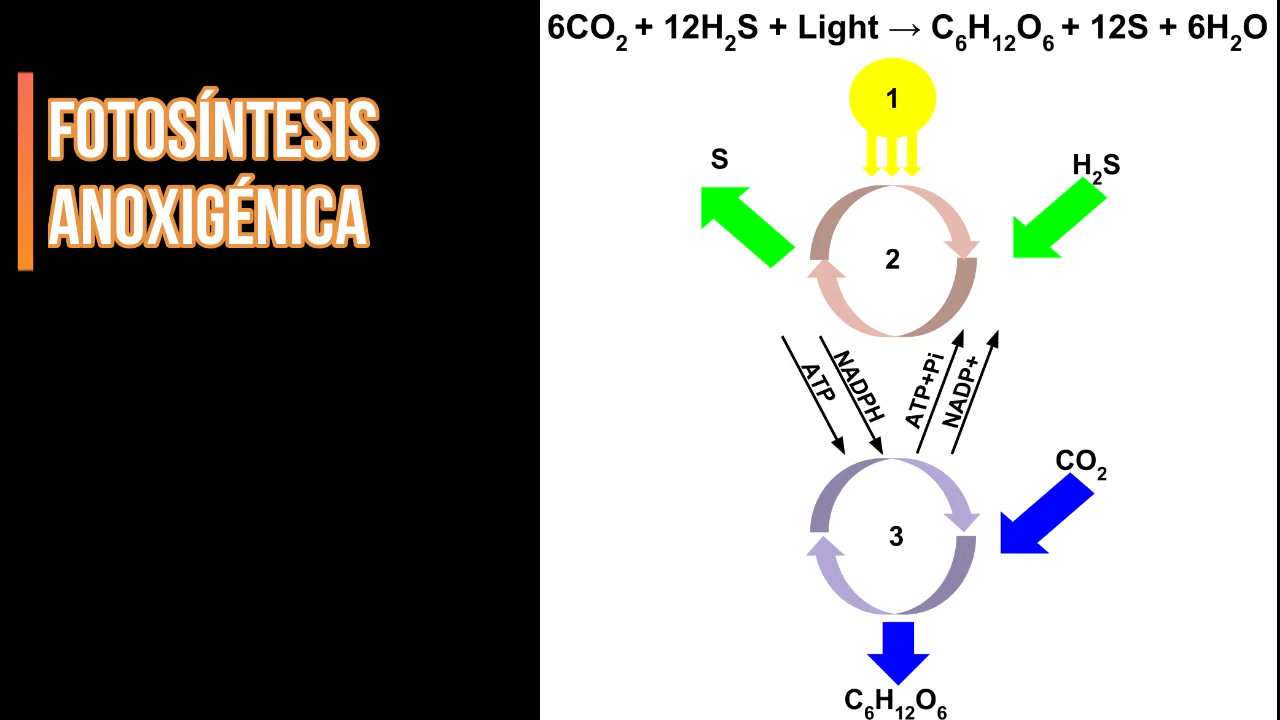 FOTOSÍNTESIS
ANOXIGÉNICA
6CO₂ + 12H₂S + Light → C₆H₁₂O₆ + 12S + 6H₂O
1
S
H₂S
2
ATP
NADPH
ATP+Pi
NADP+
CO₂
3
C₆H₁₂O₆